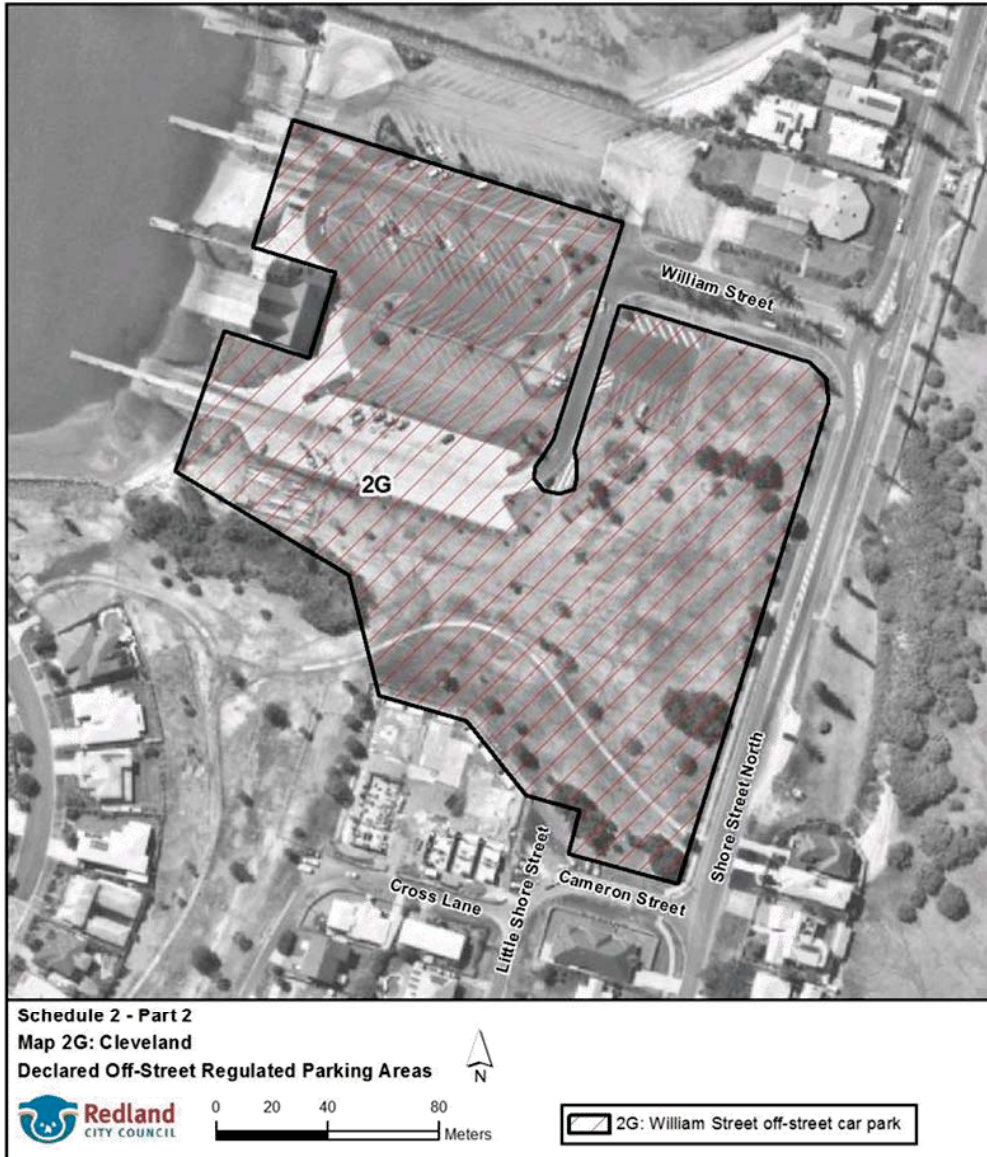 William Street
2G
Shore Street North
Little Shore Street
Cameron Street
Cross Lane
Schedule 2 - Part 2
Map 2G: Cleveland
Declared Off-Street Regulated Parking Areas
N
Redland
CITY COUNCIL
0 20 40 80
Meters
2G: William Street off-street car park